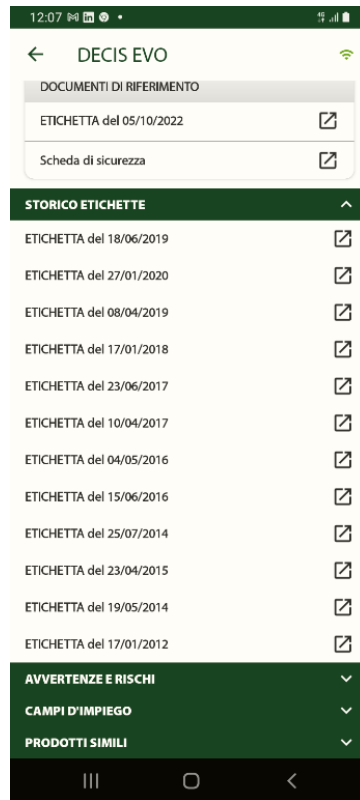 12:07
DECIS EVO
DOCUMENTI DI RIFERIMENTO
ETICHETTA del 05/10/2022
Scheda di sicurezza
STORICO ETICHETTE
ETICHETTA del 18/06/2019
ETICHETTA del 27/01/2020
ETICHETTA del 08/04/2019
ETICHETTA del 17/01/2018
ETICHETTA del 23/06/2017
ETICHETTA del 10/04/2017
ETICHETTA del 04/05/2016
ETICHETTA del 15/06/2016
ETICHETTA del 25/07/2014
ETICHETTA del 23/04/2015
ETICHETTA del 19/05/2014
ETICHETTA del 17/01/2012
AVVERTENZE E RISCHI
CAMPI D'IMPIEGO
PRODOTTI SIMILI